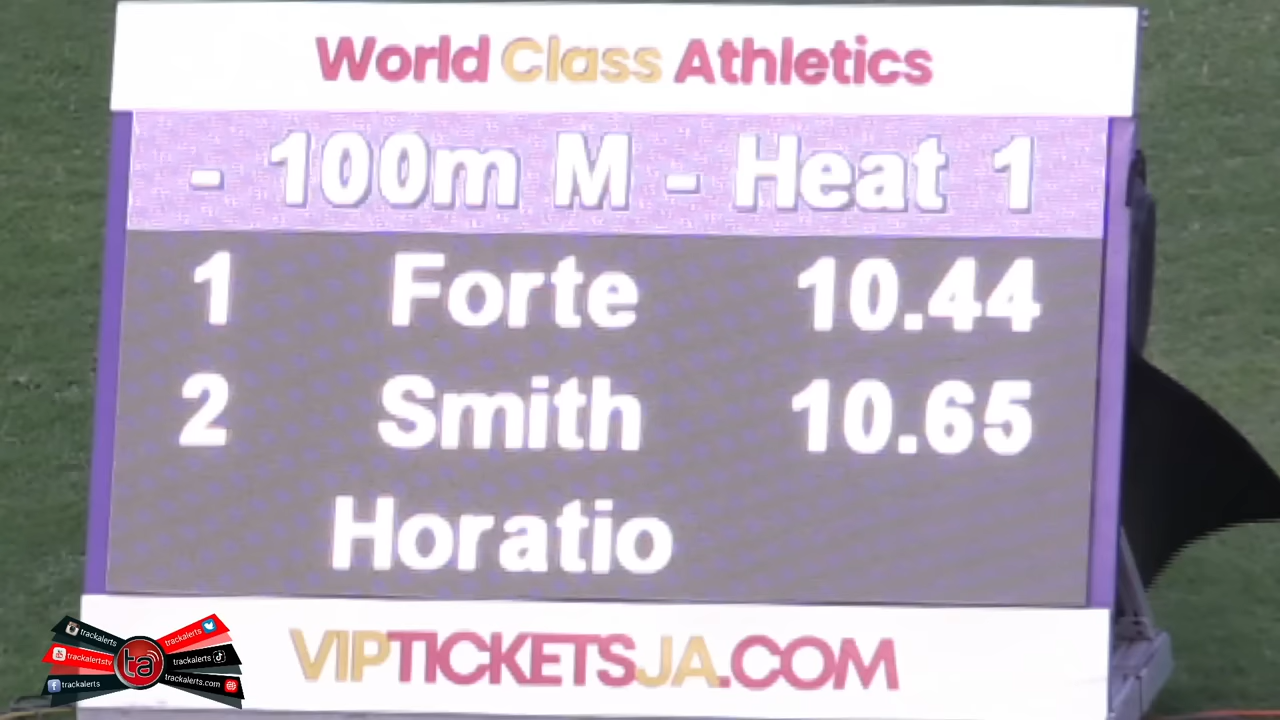 World Class Athletics
- 100m M - Heat 1
1 Forte 10.44
2 Smith 10.65
Horatio
VIPTICKETSJA.COM
trackalerts
trackalerts
trackalertstv
ta
trackalerts
trackalerts
trackalerts.com